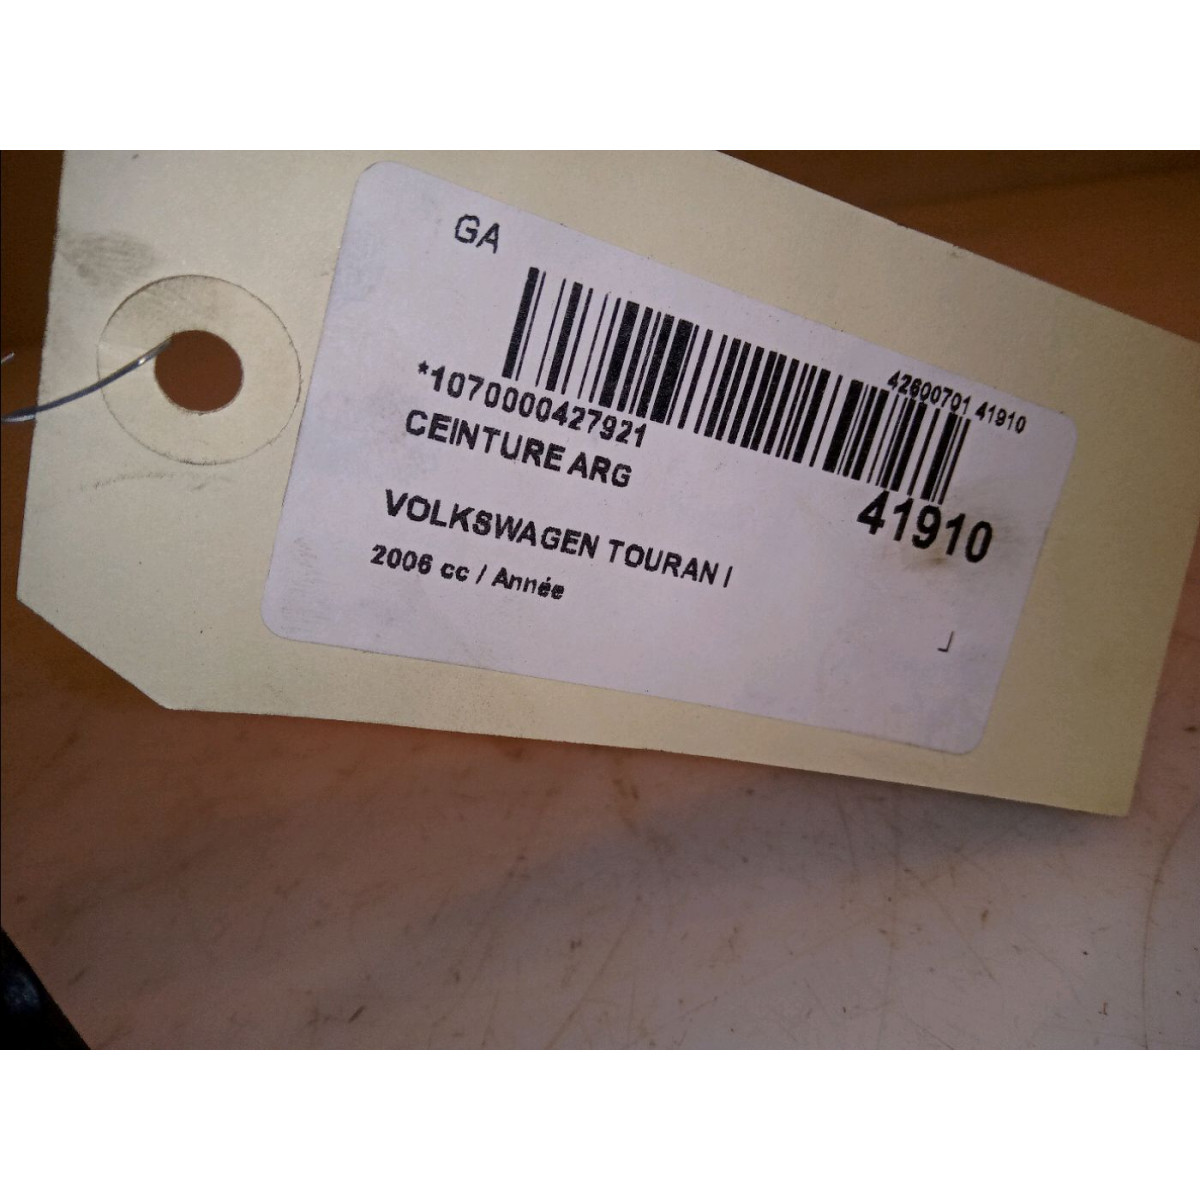 GA
42600701 41910
*1070000427921
CEINTURE ARG
41910
VOLKSWAGEN TOURAN I
2006 cc / Année